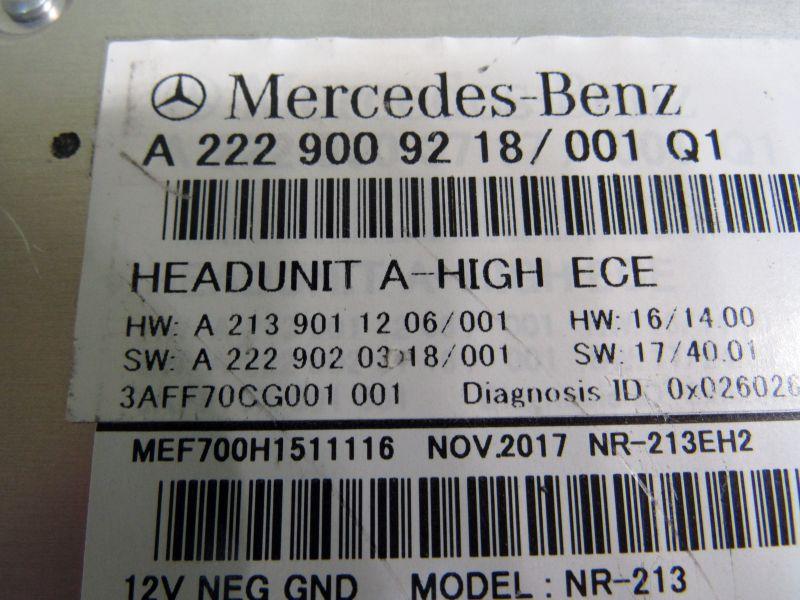 Mercedes-Benz
A 222 900 92 18/001 Q1
HEADUNIT A-HIGH ECE
HW: A 213 901 12 06/001 HW: 16/14.00
SW: A 222 902 03 18/001 SW: 17/40.01
3AFF70CG001 001 Diagnosis ID 0x026026
MEF700H1511116 NOV.2017 NR-213EH2
12V NEG GND MODEL : NR-213